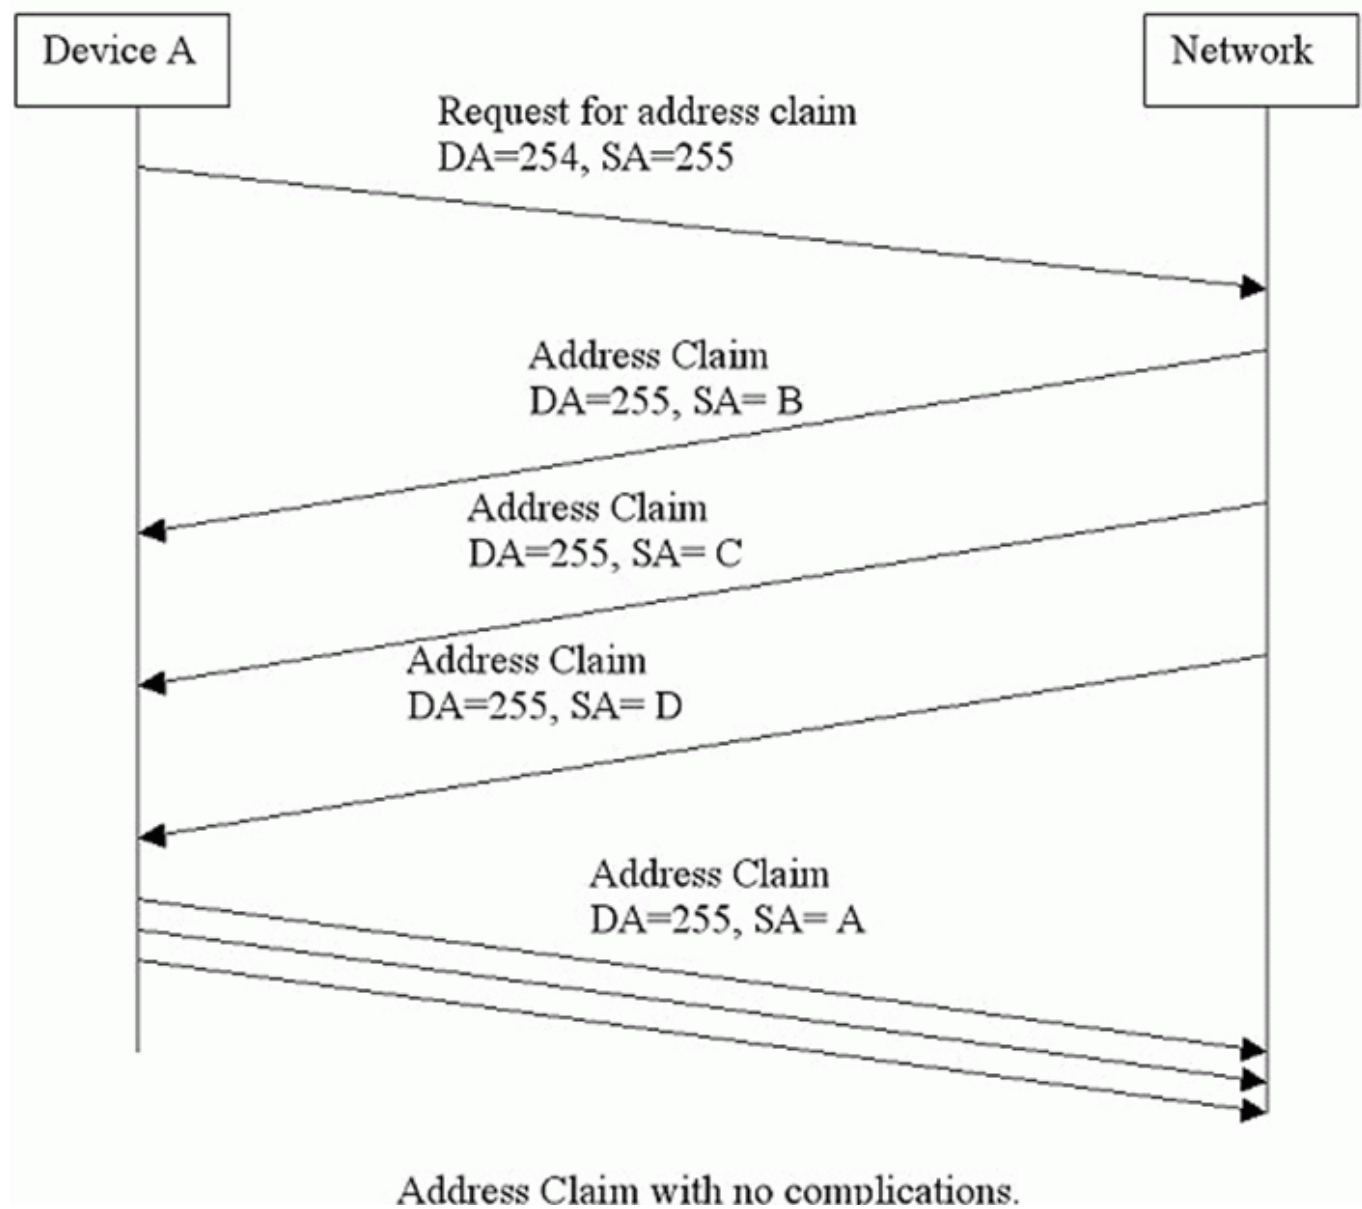 Device A
Network
Request for address claim
DA=254, SA=255
Address Claim
DA=255, SA= B
Address Claim
DA=255, SA= C
Address Claim
DA=255, SA= D
Address Claim
DA=255, SA= A
Address Claim with no complications.